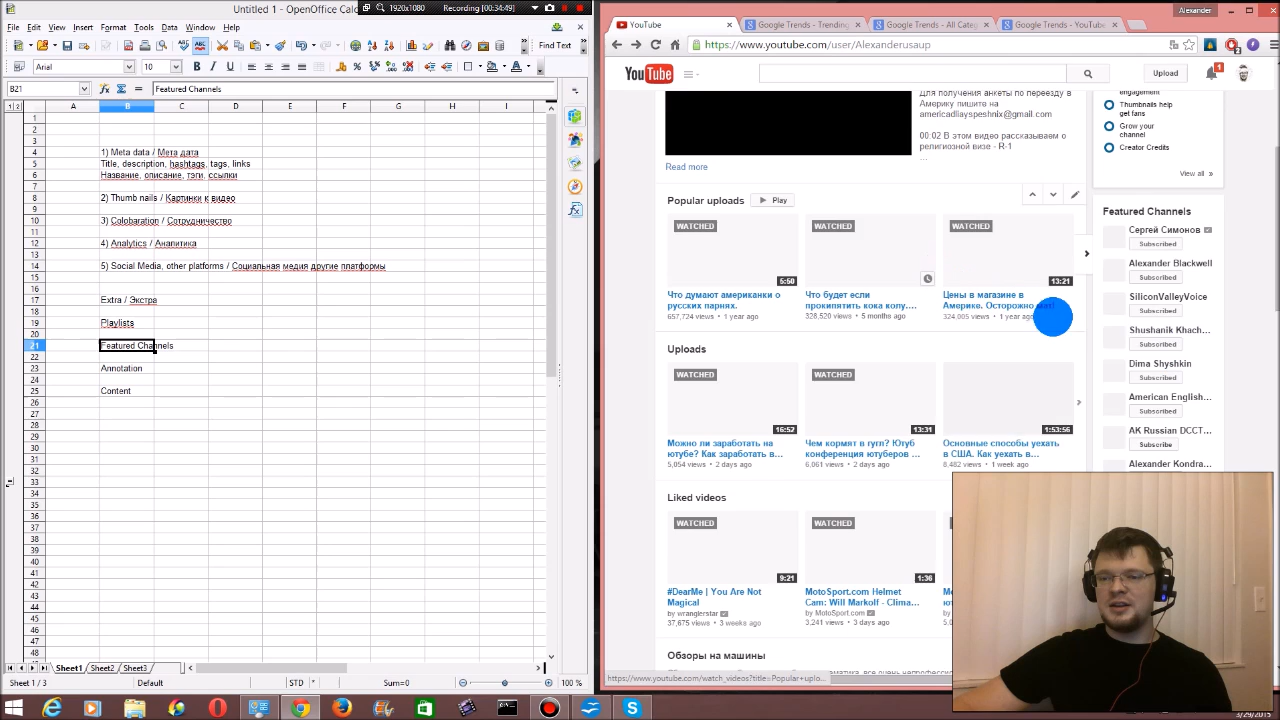 Untitled 1 - OpenOffice Calc
1920x1080
Recording (00:34:49)
File
Edit
View
Insert
Format
Tools
Data
Window
Help
Find Text
10
B21
Featured Channels
A
B
C
D
E
F
G
H
I
1) Meta data / Мета дата
Title, description, hashtags, tags, links
Название, описание, тэги, ссылки
2) Thumb nails / Картинки к видео
3) Coloboration / Сотрудничество
4) Analytics / Аналитика
5) Social Media, other platforms / Социальная медия другие платформы
Extra / Экстра
Playlists
Featured Channels
Annotation
Content
Sheet1
Sheet2
Sheet3
Sheet 1 / 3
Default
STD
Sum=0
100 %
Alexander
YouTube
Google Trends - Trending
Google Trends - All Categ
Google Trends - YouTube
https://www.youtube.com/user/Alexanderusaup
YouTube
Upload
1
Для получения анкеты по переезду в
Америку пишите на
americadliayspeshnix@gmail.com
00:02 В этом видео рассказываем о
религиозной визе - R-1
...
Read more
engagement
Thumbnails help
get fans
Grow your
channel
Creator Credits
View all »
Popular uploads
Play
WATCHED
WATCHED
WATCHED
5:50
13:21
Что думают американки о
русских парнях.
657,724 views • 1 year ago
Что будет если
прокипятить кока колу....
328,520 views • 5 months ago
Цены в магазине в
Америке. Осторожно
324,005 views • 1 year ago
Uploads
WATCHED
WATCHED
16:52
13:31
1:53:56
Можно ли заработать на
ютубе? Как заработать в...
5,054 views • 2 days ago
Чем кормят в гугл? Ютуб
конференция ютуберов ...
6,061 views • 2 days ago
Основные способы уехать
в США. Как уехать в...
8,482 views • 1 week ago
Liked videos
WATCHED
WATCHED
9:21
1:36
#DearMe | You Are Not
Magical
by wranglerstar
37,675 views • 3 weeks ago
MotoSport.com Helmet
Cam: Will Markolf - Clima...
by MotoSport.com
3,241 views • 3 days ago
Обзоры на машины
https://www.youtube.com/watch_videos?title=Popular+uplo...
Featured Channels
Сергей Симонов
Subscribed
Alexander Blackwell
Subscribed
SiliconValleyVoice
Subscribed
Shushanik Khach...
Subscribed
Dima Shyshkin
Subscribed
American English...
Subscribed
AK Russian DCCT...
Subscribe
Alexander Kondra...
3/29/2015